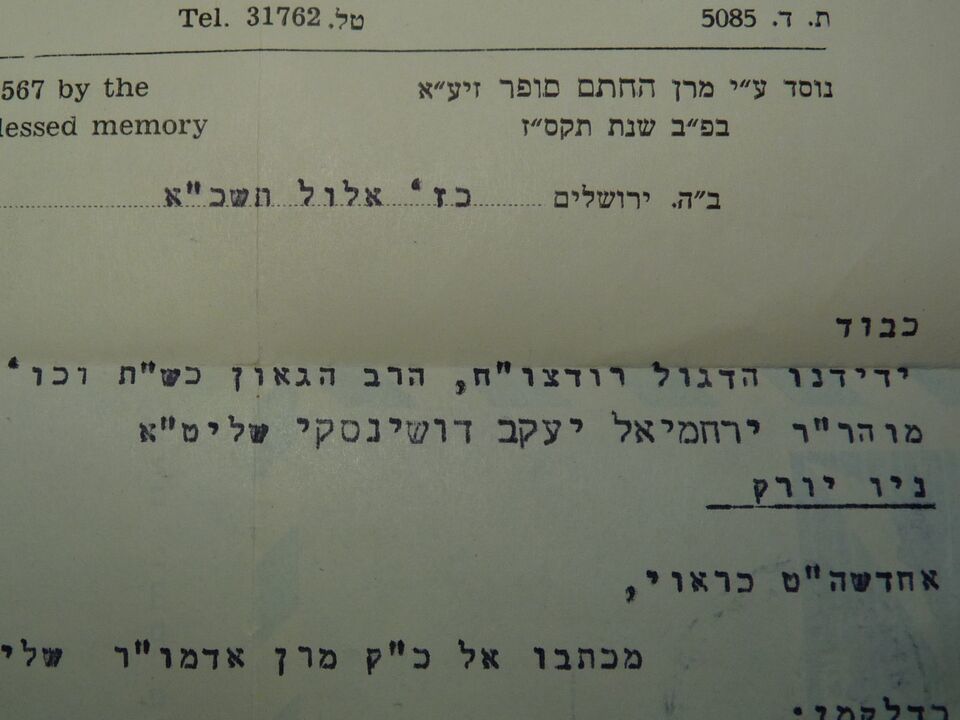 Tel. 31762 .טל
ת. ד. 5085
567 by the
lessed memory
נוסד ע״י מרן החתם סופר זיע״א
בפ״ב שנת תקס״ז
ב״ה. ירושלים כז' אלול תשכ"א
כבוד
ידידנו הדגול רודצו"ח, הרב הגאון כש"ת וכו'
מוהר"ר ירחמיאל יעקב דושינסקי שליט"א
ניו יורק
אחדשה"ט כראוי,
מכתבו אל כ"ק מרן אדמו"ר שלי